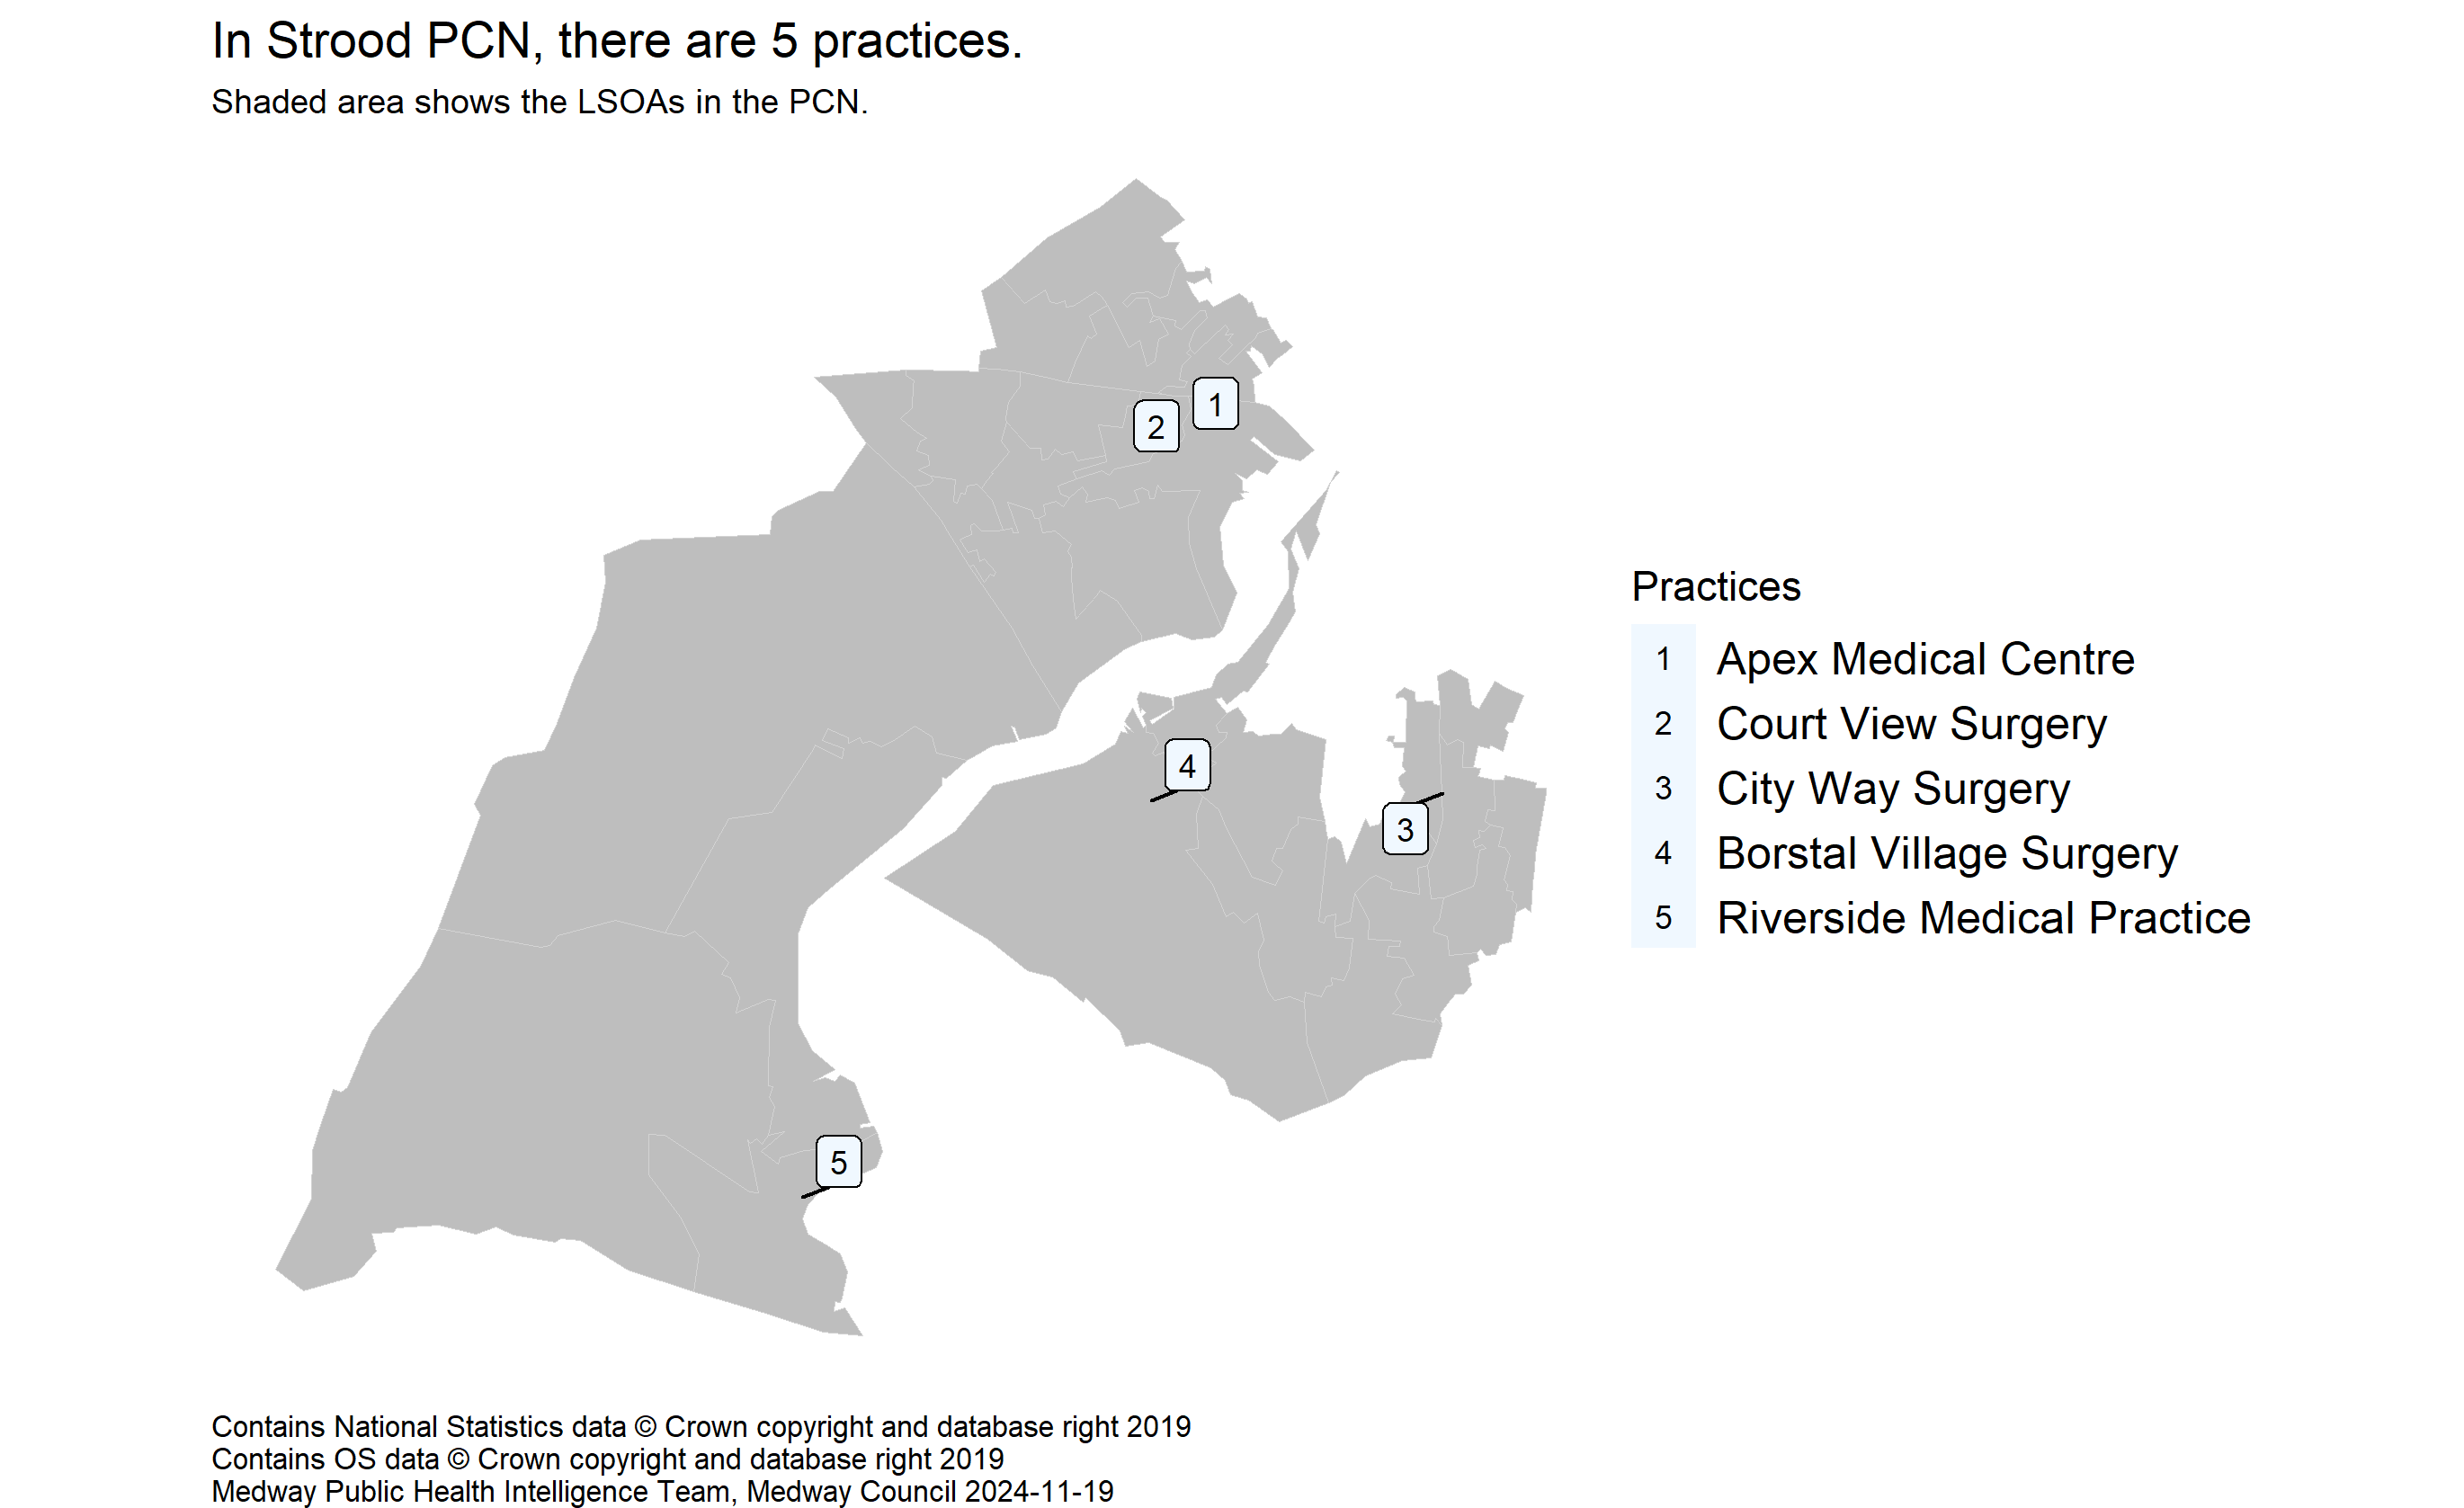 In Strood PCN, there are 5 practices.
Shaded area shows the LSOAs in the PCN.
1
2
4
3
5
Practices
1 Apex Medical Centre
2 Court View Surgery
3 City Way Surgery
4 Borstal Village Surgery
5 Riverside Medical Practice
Contains National Statistics data © Crown copyright and database right 2019
Contains OS data © Crown copyright and database right 2019
Medway Public Health Intelligence Team, Medway Council 2024-11-19